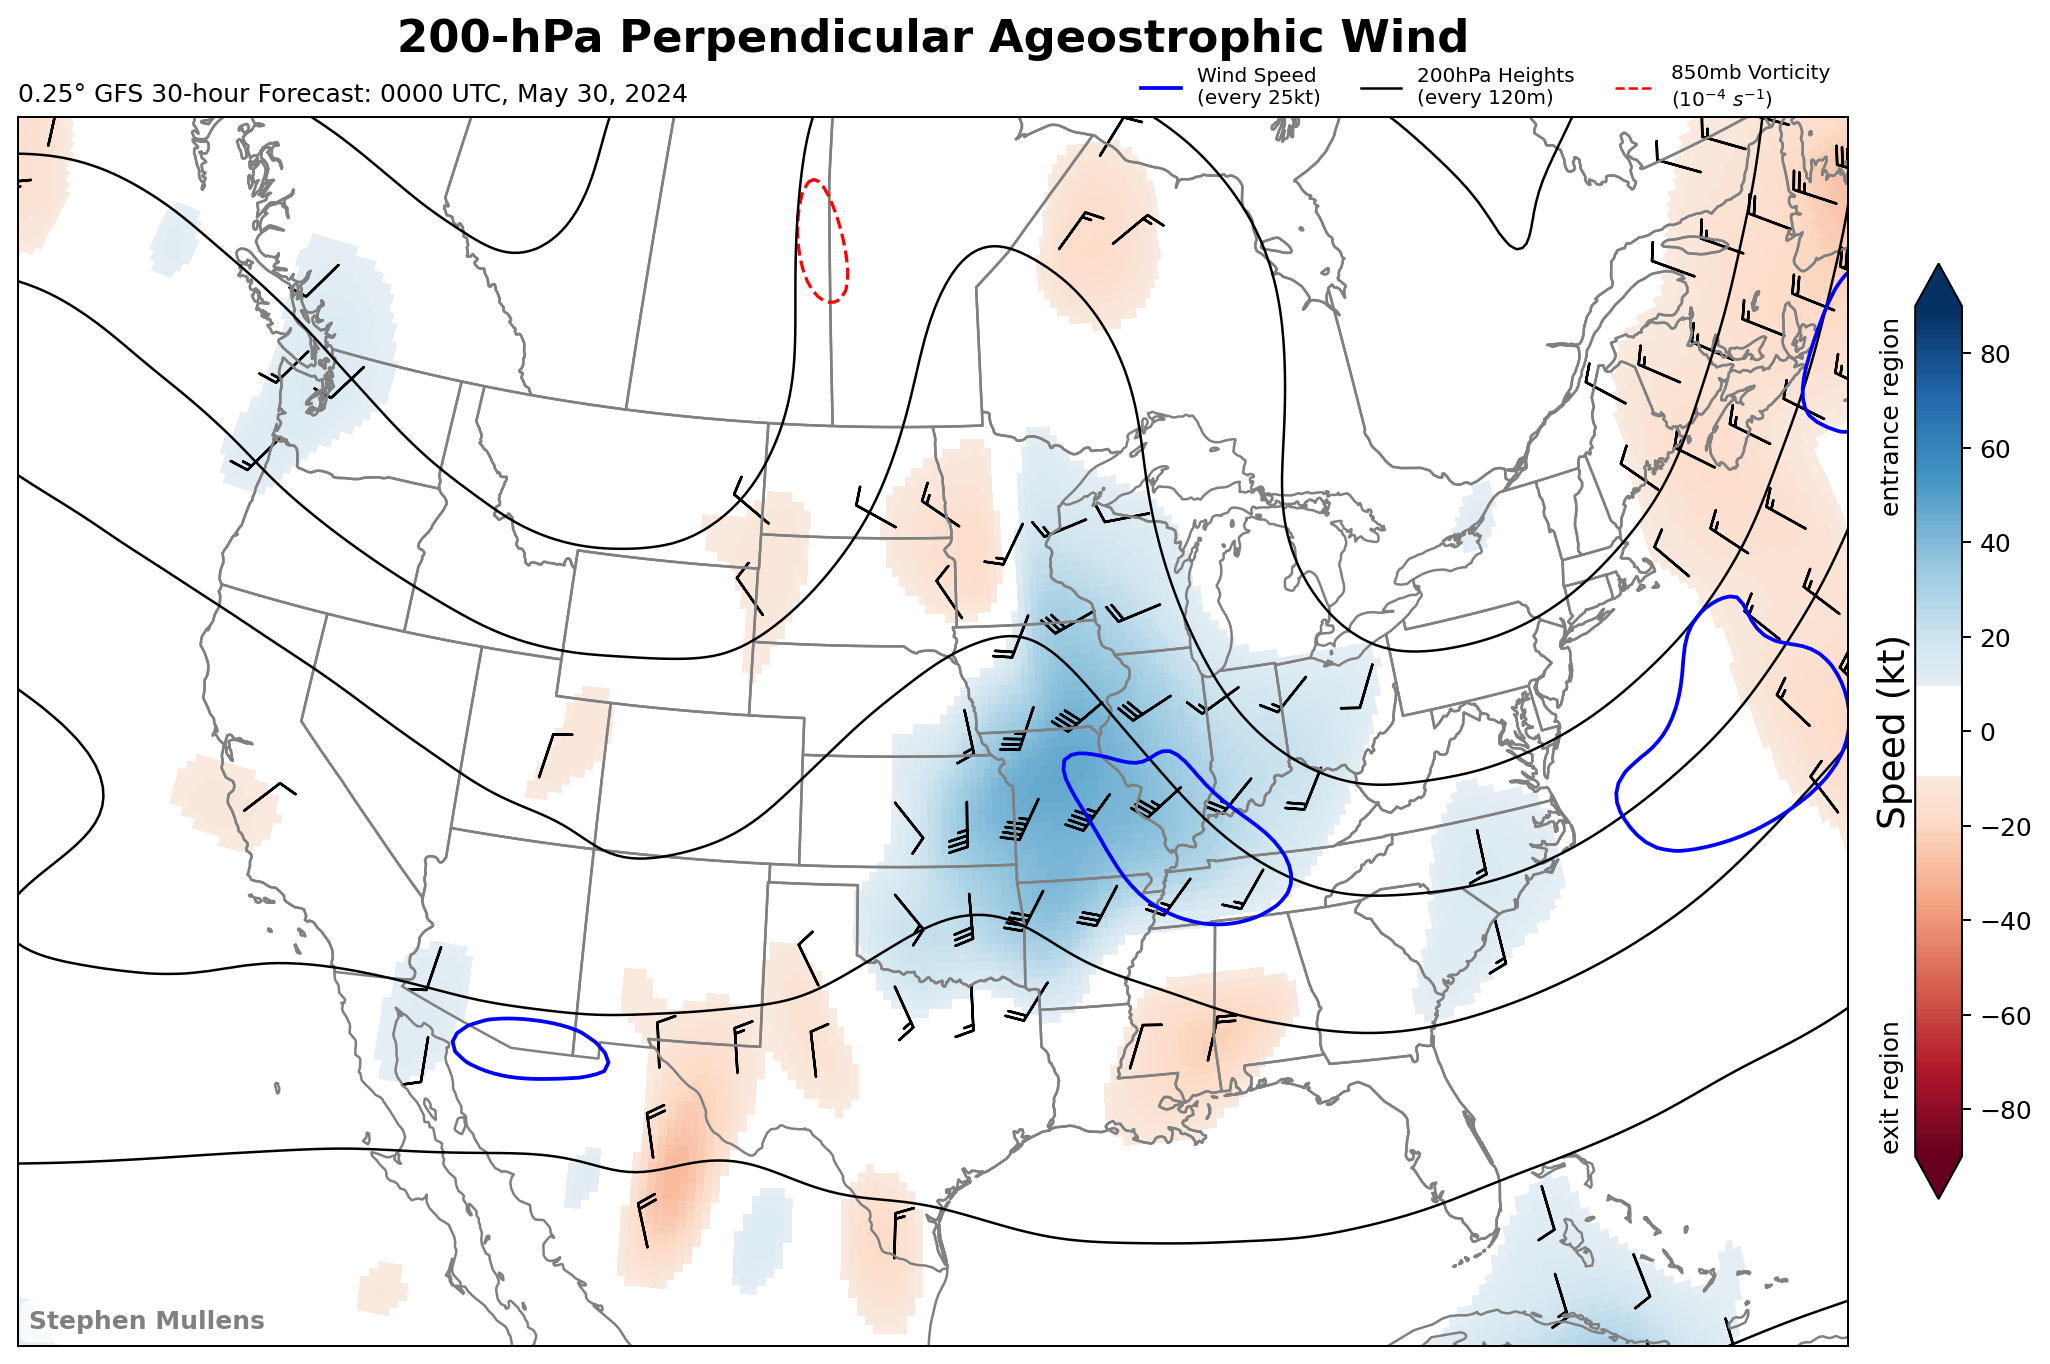 200-hPa Perpendicular Ageostrophic Wind
0.25° GFS 30-hour Forecast: 0000 UTC, May 30, 2024
Wind Speed
(every 25kt)
200hPa Heights
(every 120m)
850mb Vorticity
(10⁻⁴ s⁻¹)
entrance region
Speed (kt)
exit region
80
60
40
20
0
−20
−40
−60
−80
Stephen Mullens